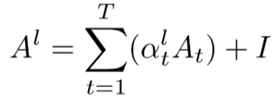 $A^l = \sum_{t=1}^{T} (\alpha_t^l A_t) + I$